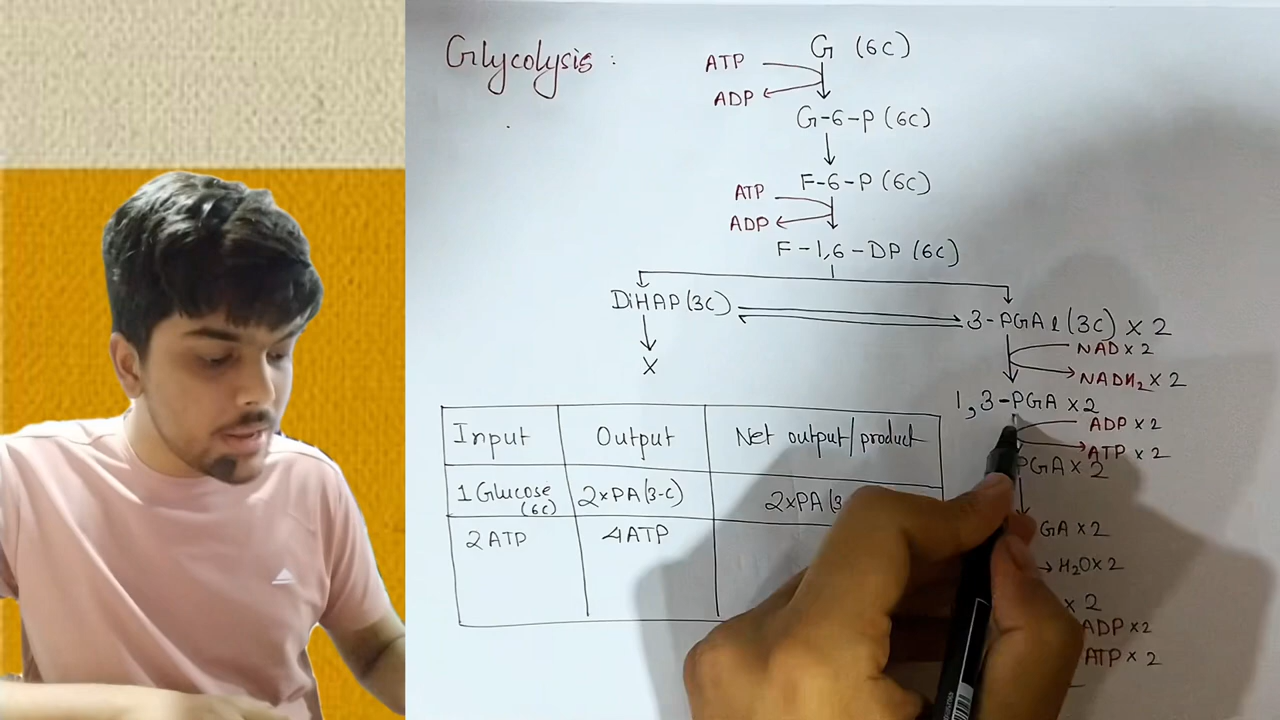 Glycolysis :
G (6C)
ATP
ADP
G-6-P (6C)
F-6-P (6C)
ATP
ADP
F-1,6-DP (6C)
DiHAP (3C)
3-PGAl (3C) × 2
X
NAD × 2
NADH₂ × 2
1,3-PGA × 2
ADP × 2
ATP × 2
PGA × 2
GA × 2
→ H₂O × 2
× 2
ADP × 2
ATP × 2
Input Output Net output/product
1 Glucose (6C) 2×PA (3-C) 2×PA (3
2 ATP 4 ATP